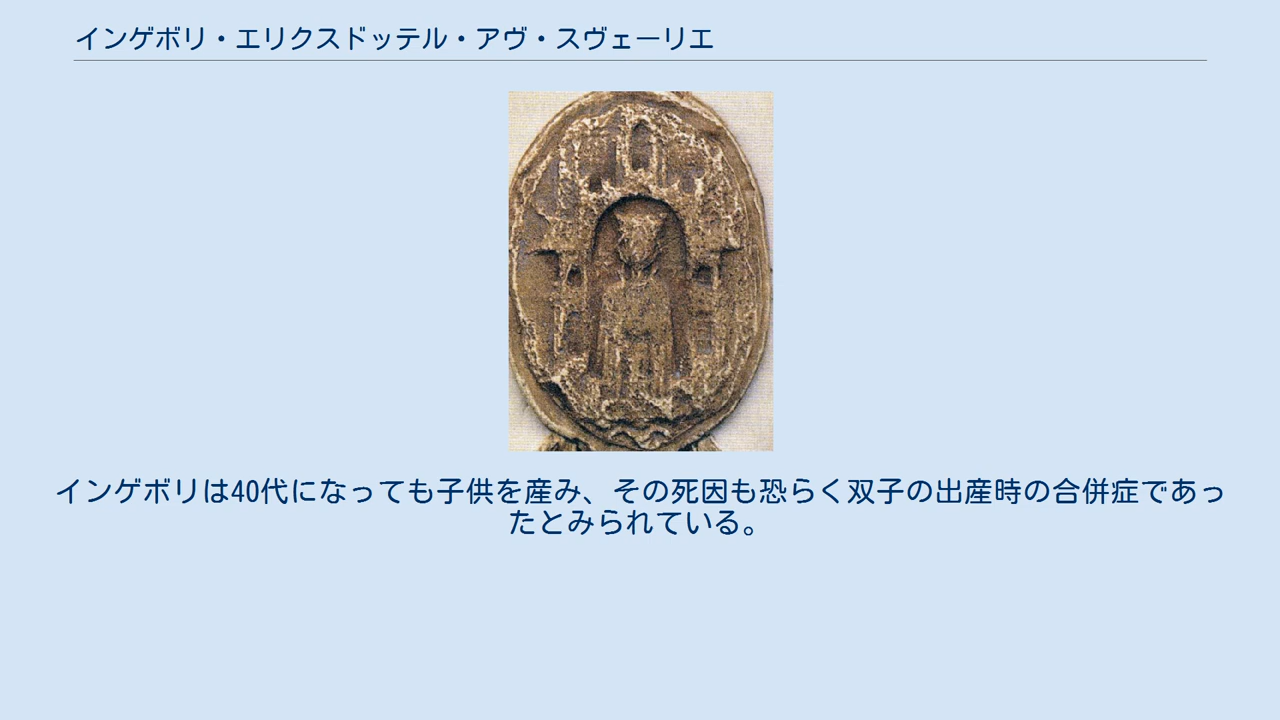 インゲボリ・エリクスドッテル・アヴ・スヴェーリエ
インゲボリは40代になっても子供を産み、その死因も恐らく双子の出産時の合併症であっ
たとみられている。